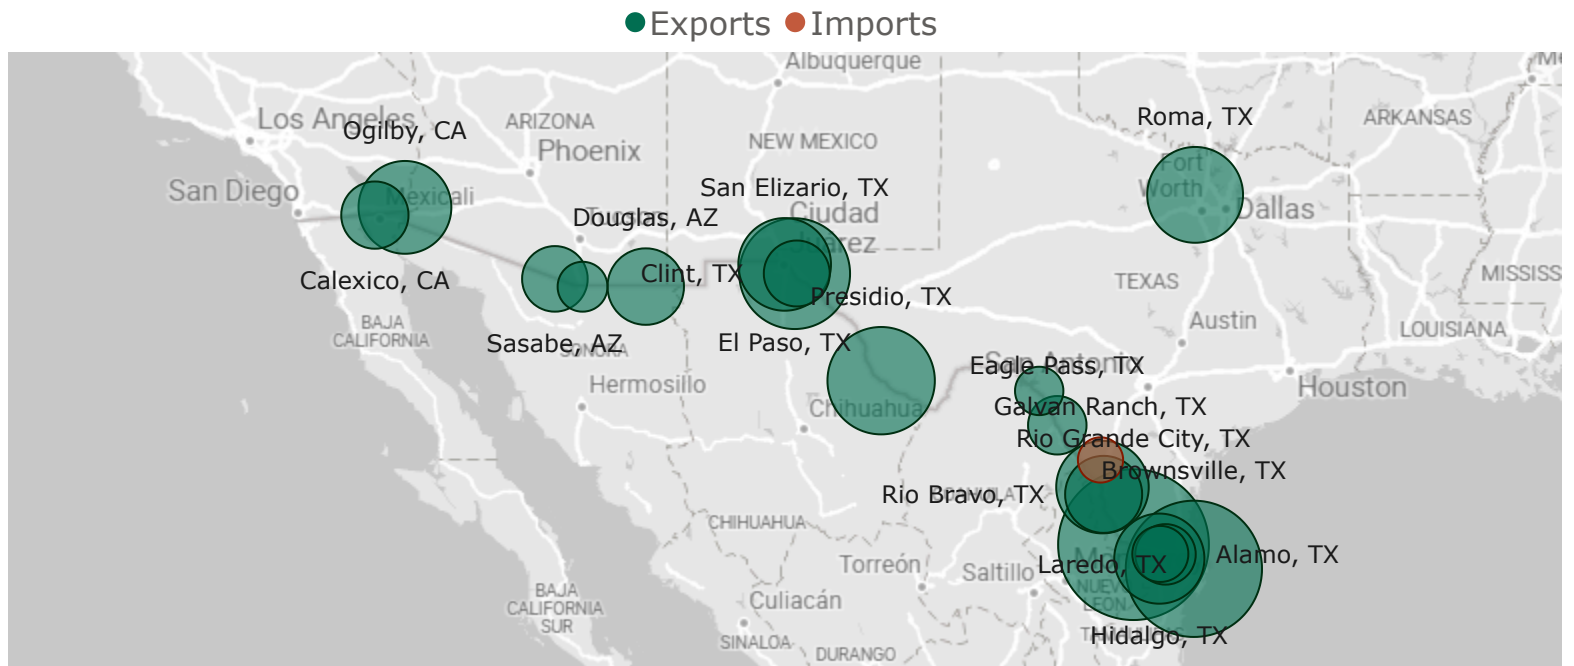 Exports Imports
Albuquerque
Los Angeles
Ogilby, CA
ARIZONA
Roma, TX
ARKANSAS
Phoenix
NEW MEXICO
Fort
Worth
San Diego
Mexicali
San Elizario, TX
Douglas, AZ
Ciudad
Juárez
Dallas
Calexico, CA
Clint, TX
Presidio, TX
TEXAS
MISSISS
BAJA
CALIFORNIA
Sasabe, AZ
SONORA
El Paso, TX
Austin
LOUISIANA
San Antonio
Eagle Pass, TX
Hermosillo
Chihuahua
Galvan Ranch, TX
Houston
Rio Grande City, TX
Brownsville, TX
Rio Bravo, TX
CHIHUAHUA
Torreón
Saltillo
Laredo, TX
Alamo, TX
NUEVO
LEÓN
BAJA
CALIFORNIA
SUR
Culiacán
SINALOA
DURANGO
Hidalgo, TX